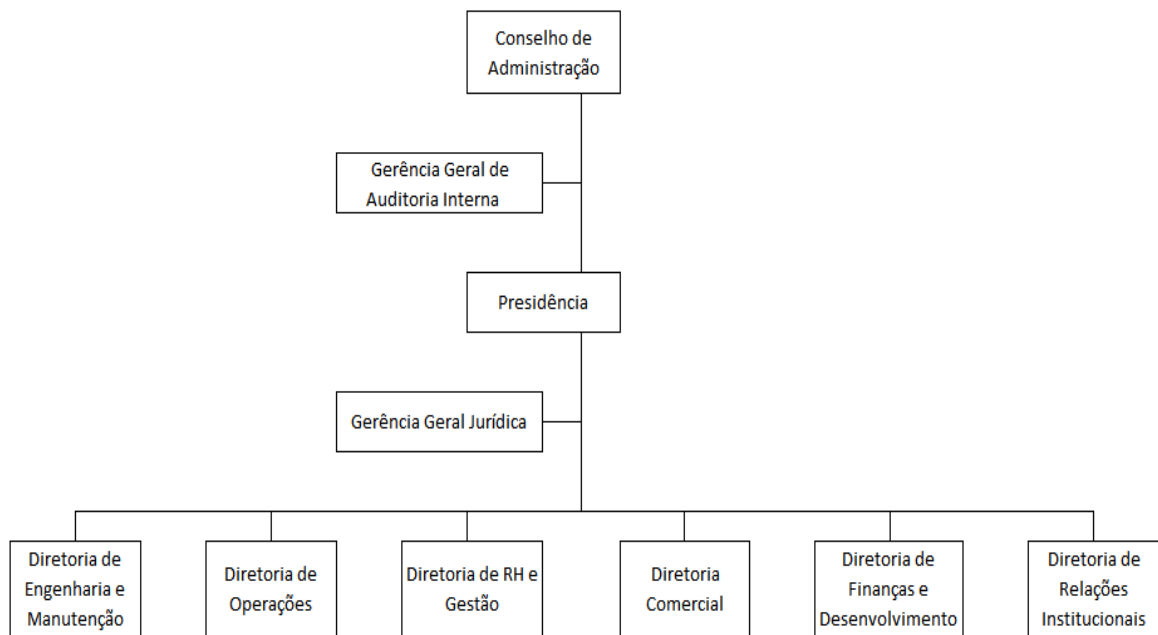 Conselho de
Administração
Gerência Geral de
Auditoria Interna
Presidência
Gerência Geral Jurídica
Diretoria de
Engenharia e
Manutenção
Diretoria de
Operações
Diretoria de RH e
Gestão
Diretoria
Comercial
Diretoria de
Finanças e
Desenvolvimento
Diretoria de
Relações
Institucionais